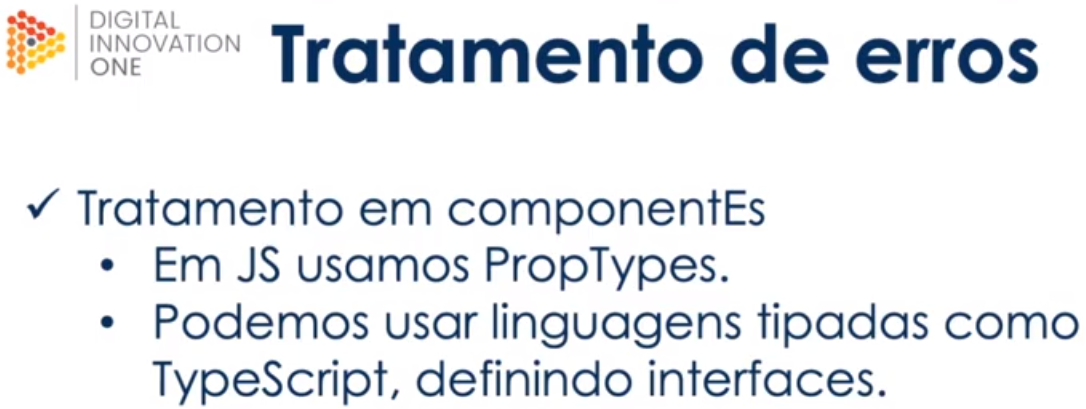 DIGITAL
INNOVATION
ONE
Tratamento de erros
✓ Tratamento em componentEs
• Em JS usamos PropTypes.
• Podemos usar linguagens tipadas como
TypeScript, definindo interfaces.